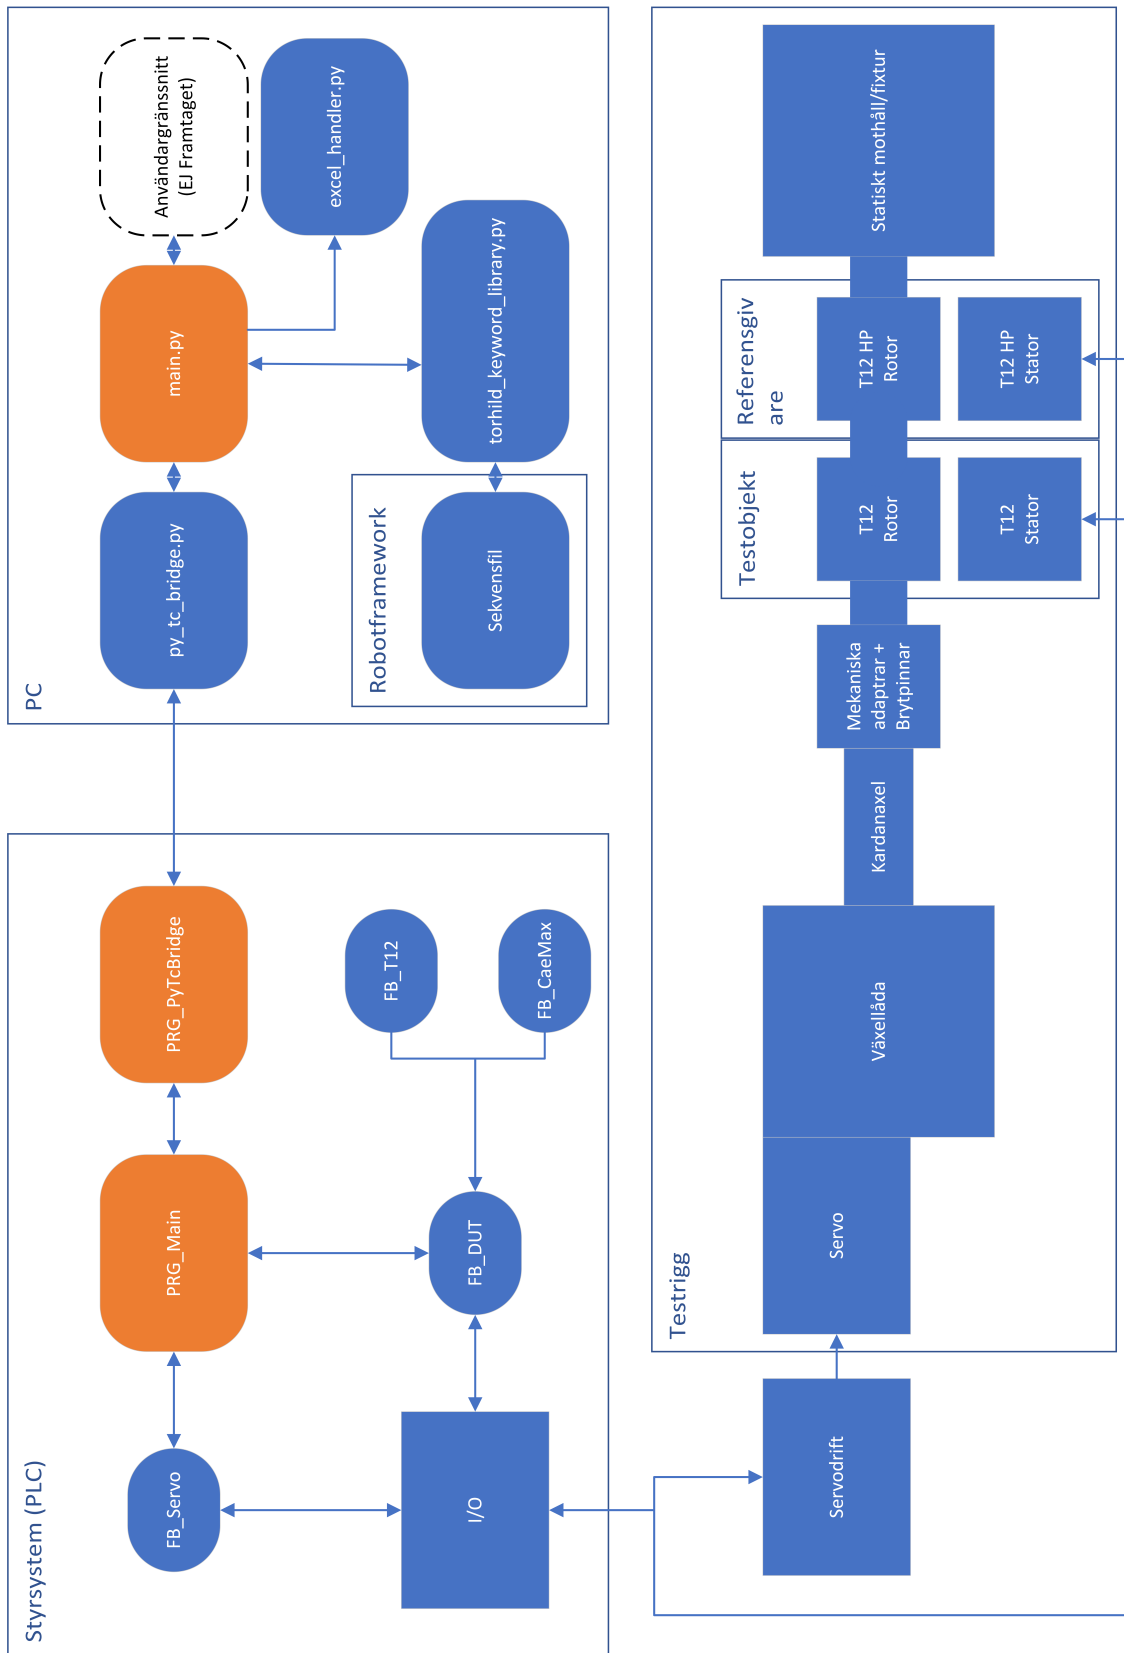 Styrsystem (PLC)
FB_Servo
PRG_Main
PRG_PyTcBridge
I/O
FB_DUT
FB_T12
FB_CaeMax
PC
py_tc_bridge.py
main.py
Användargränssnitt
(EJ Framtaget)
excel_handler.py
Robotframework
Sekvensfil
torhild_keyword_library.py
Servodrift
Testrigg
Servo
Växellåda
Kardanaxel
Mekaniska
adaptrar +
Brytpinnar
Testobjekt
T12
Rotor
T12
Stator
Referensgiv
are
T12 HP
Rotor
T12 HP
Stator
Statiskt mothåll/fixtur